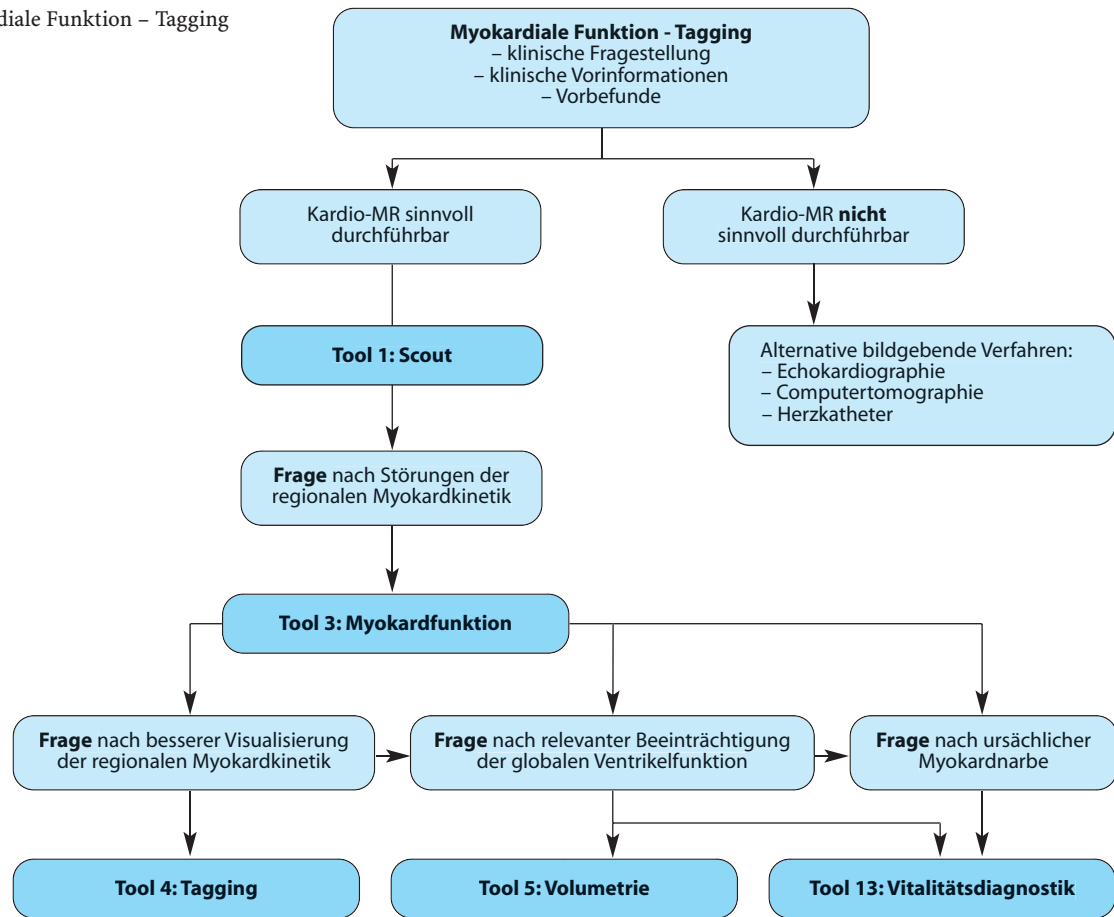 diale Funktion – Tagging
Myokardiale Funktion - Tagging
– klinische Fragestellung
– klinische Vorinformationen
– Vorbefunde
Kardio-MR sinnvoll
durchführbar
Kardio-MR nicht
sinnvoll durchführbar
Tool 1: Scout
Alternative bildgebende Verfahren:
– Echokardiographie
– Computertomographie
– Herzkatheter
Frage nach Störungen der
regionalen Myokardkinetik
Tool 3: Myokardfunktion
Frage nach besserer Visualisierung
der regionalen Myokardkinetik
Frage nach relevanter Beeinträchtigung
der globalen Ventrikelfunktion
Frage nach ursächlicher
Myokardnarbe
Tool 4: Tagging
Tool 5: Volumetrie
Tool 13: Vitalitätsdiagnostik